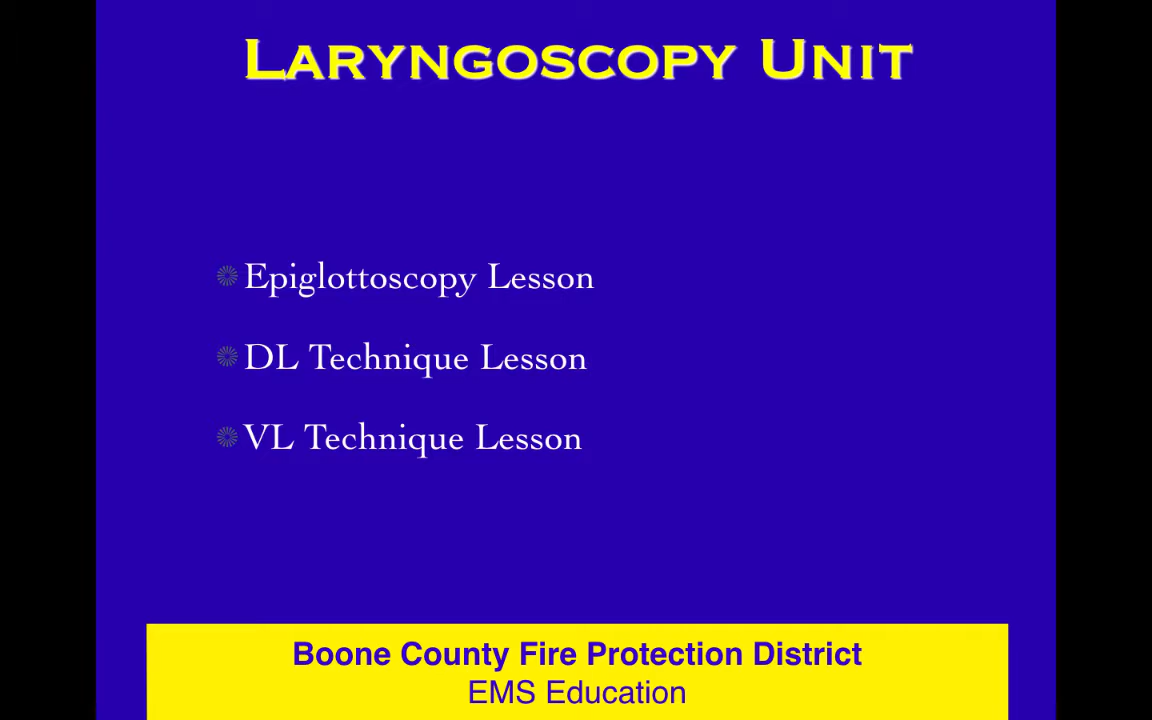 Laryngoscopy Unit
Epiglottoscopy Lesson
DL Technique Lesson
VL Technique Lesson
Boone County Fire Protection District
EMS Education